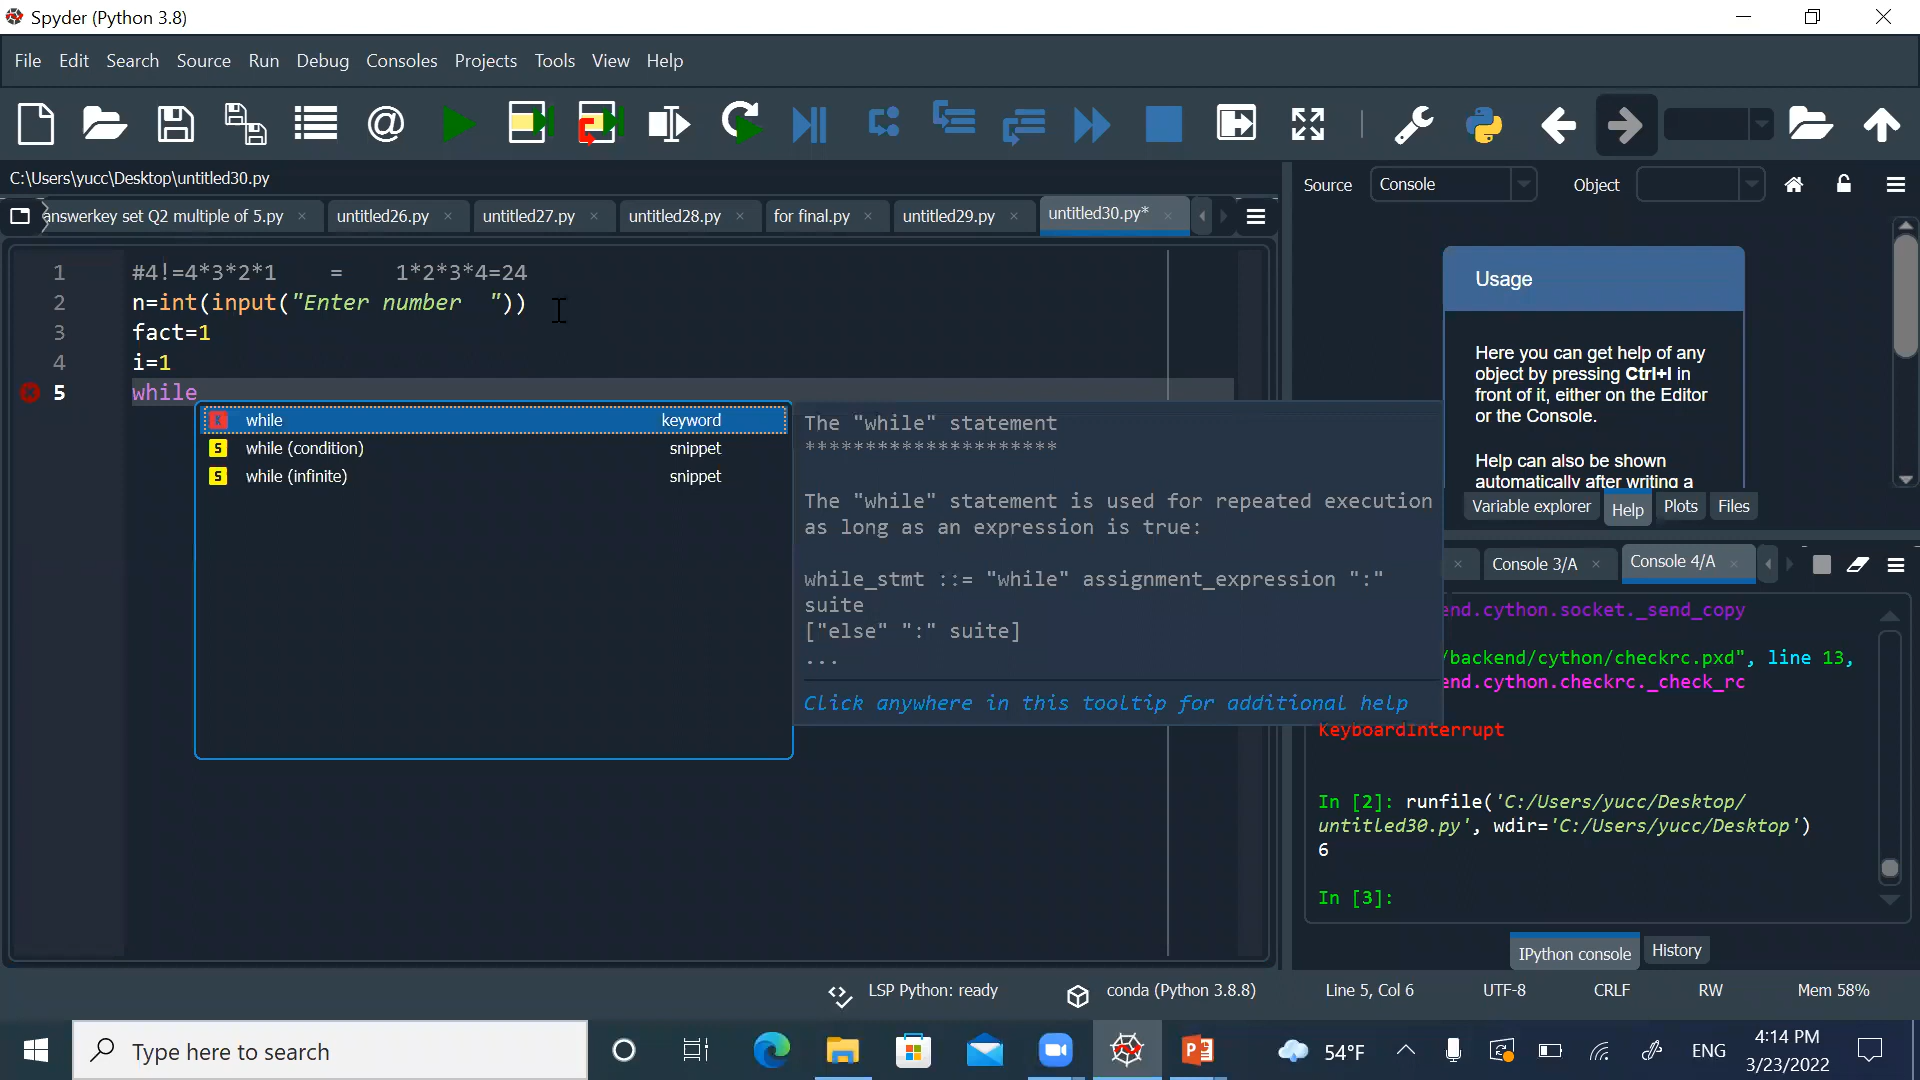 Spyder (Python 3.8)
File Edit Search Source Run Debug Consoles Projects Tools View Help
C:\Users\yucc\Desktop\untitled30.py
answerkey set Q2 multiple of 5.py untitled26.py untitled27.py untitled28.py for final.py untitled29.py untitled30.py*
1 #4!=4*3*2*1 = 1*2*3*4=24
2 n=int(input("Enter number  "))
3 fact=1
4 i=1
5 while
while keyword
while (condition) snippet
while (infinite) snippet
The "while" statement
*********************
The "while" statement is used for repeated execution
as long as an expression is true:
while_stmt ::= "while" assignment_expression ":"
suite
["else" ":" suite]
...
Click anywhere in this tooltip for additional help
Source Console Object
Usage
Here you can get help of any
object by pressing Ctrl+I in
front of it, either on the Editor
or the Console.
Help can also be shown
automatically after writing a
Variable explorer Help Plots Files
Console 3/A Console 4/A
end.cython.socket._send_copy
/backend/cython/checkrc.pxd", line 13,
end.cython.checkrc._check_rc
KeyboardInterrupt
In [2]: runfile('C:/Users/yucc/Desktop/
untitled30.py', wdir='C:/Users/yucc/Desktop')
6
In [3]:
IPython console History
LSP Python: ready conda (Python 3.8.8) Line 5, Col 6 UTF-8 CRLF RW Mem 58%
Type here to search
54°F ENG 4:14 PM
3/23/2022